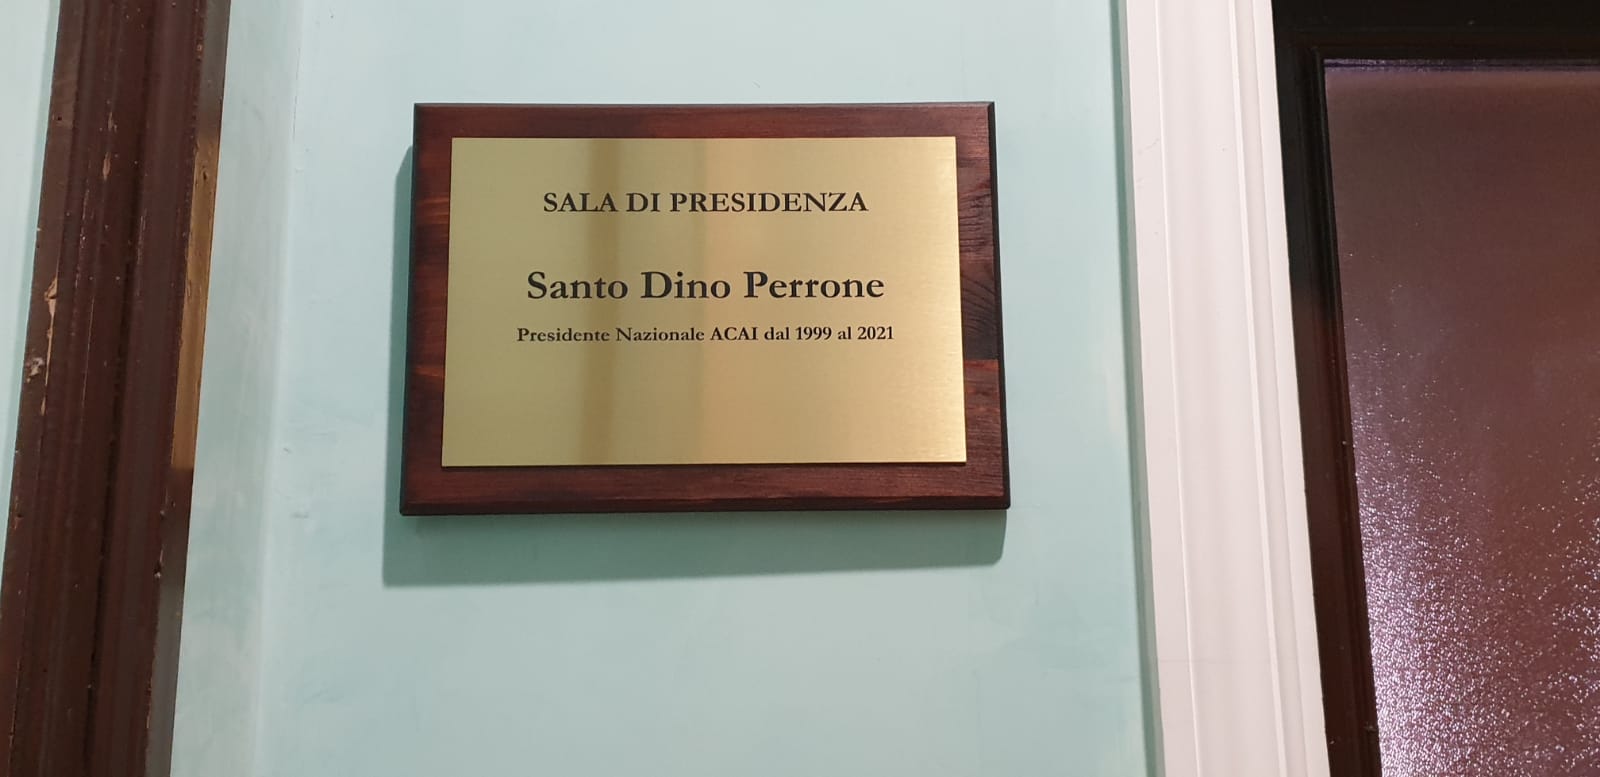 SALA DI PRESIDENZA
Santo Dino Perrone
Presidente Nazionale ACAI dal 1999 al 2021